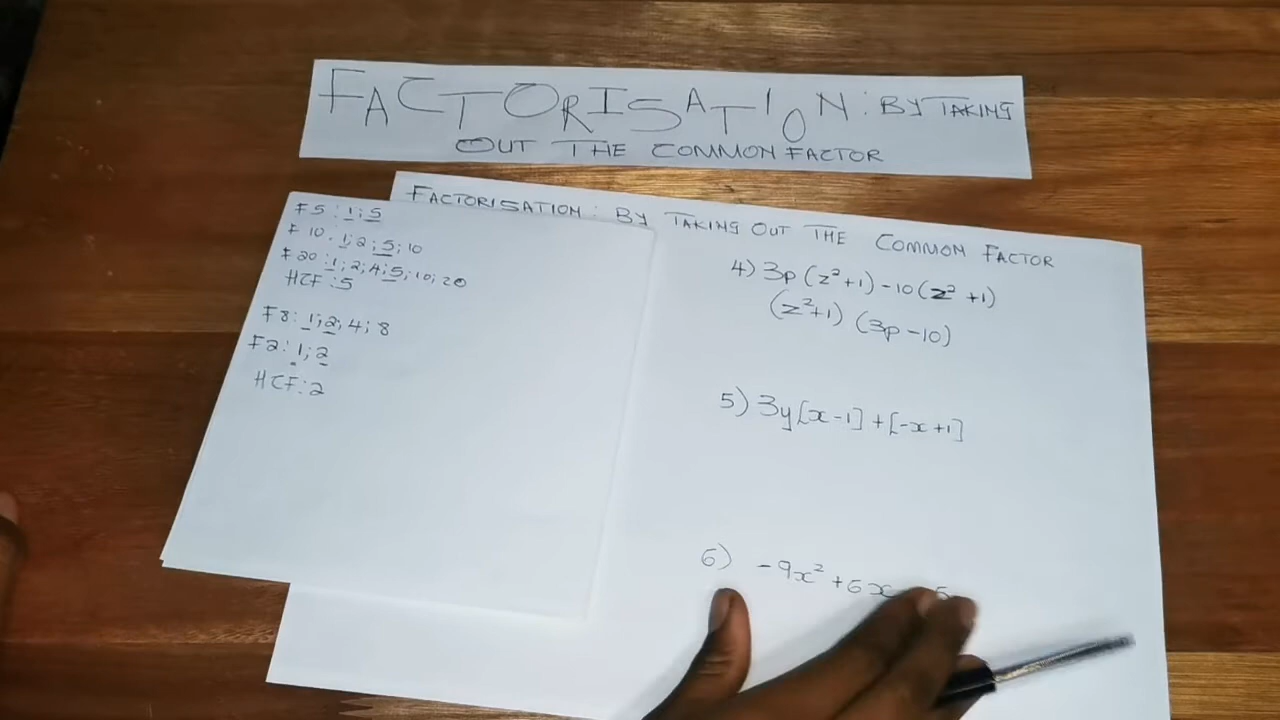 FACTORISATION: BY TAKING
OUT THE COMMON FACTOR
F5: 1; 5
F10: 1; 2; 5; 10
F20: 1; 2; 4; 5; 10; 20
HCF: 5
F8: 1; 2; 4; 8
F2: 1; 2
HCF: 2
FACTORISATION: BY TAKING OUT THE COMMON FACTOR
4) 3p(z²+1)-10(z²+1)
(z²+1)(3p-10)
5) 3y[x-1]+[-x+1]
6) -9x²+6x